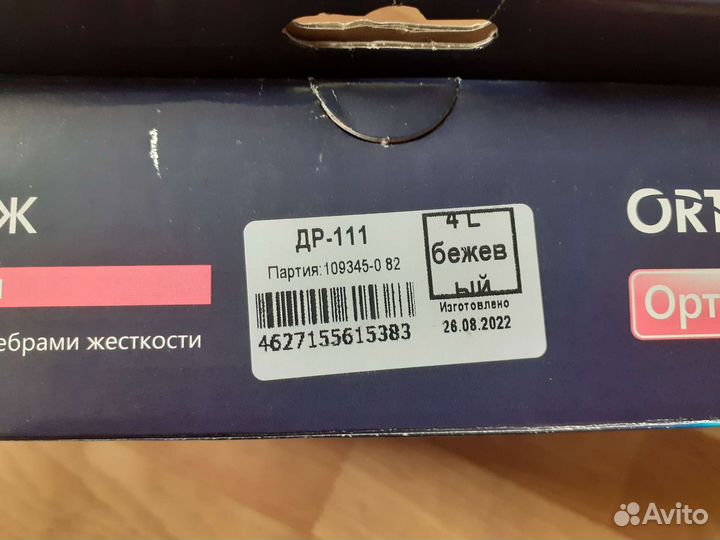 Ж
ORT
ДР-111
Партия:109345-0 82
4 L
бежев
ый
Изготовлено
26.08.2022
4627155615383
Орт
ебрами жесткости
Avito